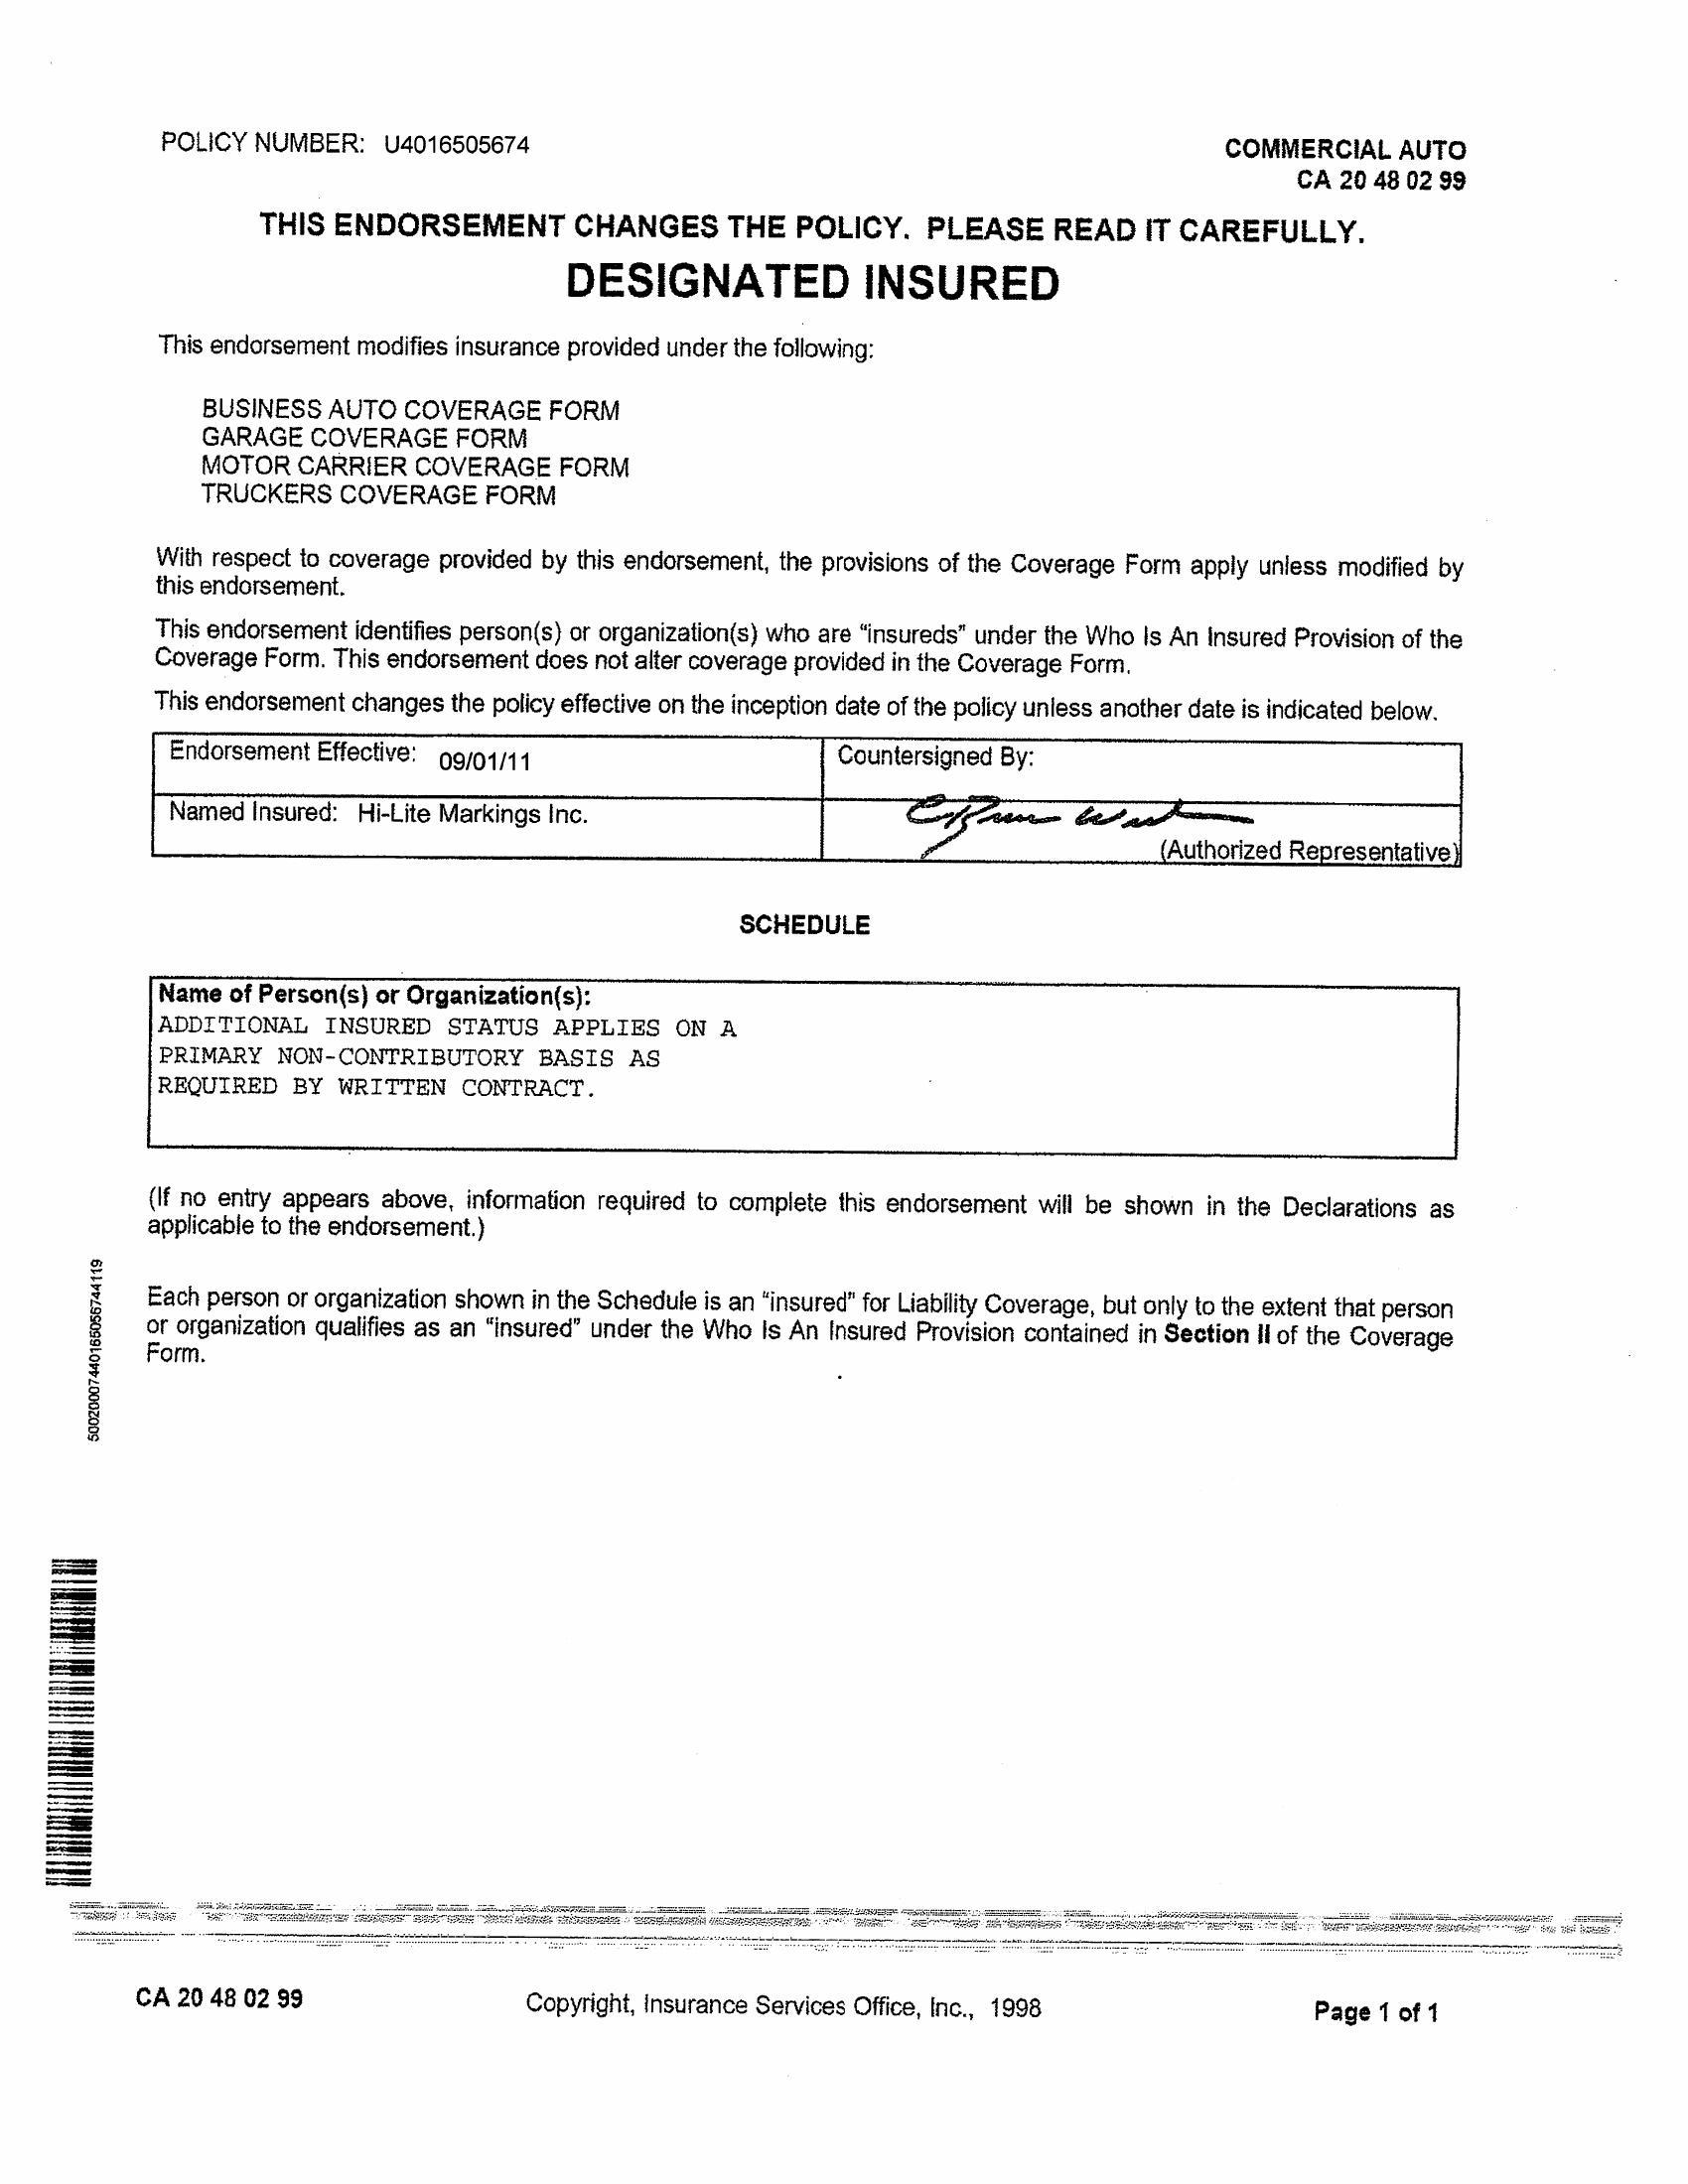 POLICY NUMBER: U4016505674
COMMERCIAL AUTO
CA 20 48 02 99
THIS ENDORSEMENT CHANGES THE POLICY. PLEASE READ IT CAREFULLY.
DESIGNATED INSURED
This endorsement modifies insurance provided under the following:
BUSINESS AUTO COVERAGE FORM
GARAGE COVERAGE FORM
MOTOR CARRIER COVERAGE FORM
TRUCKERS COVERAGE FORM
With respect to coverage provided by this endorsement, the provisions of the Coverage Form apply unless modified by
this endorsement.
This endorsement identifies person(s) or organization(s) who are “insureds” under the Who Is An Insured Provision of the
Coverage Form. This endorsement does not alter coverage provided in the Coverage Form.
This endorsement changes the policy effective on the inception date of the policy unless another date is indicated below.
Endorsement Effective: 09/01/11
Countersigned By:
Named Insured: Hi-Lite Markings Inc.
(Authorized Representative)
SCHEDULE
Name of Person(s) or Organization(s):
ADDITIONAL INSURED STATUS APPLIES ON A
PRIMARY NON-CONTRIBUTORY BASIS AS
REQUIRED BY WRITTEN CONTRACT.
(If no entry appears above, information required to complete this endorsement will be shown in the Declarations as
applicable to the endorsement.)
Each person or organization shown in the Schedule is an “insured” for Liability Coverage, but only to the extent that person
or organization qualifies as an “insured” under the Who Is An Insured Provision contained in Section II of the Coverage
Form.
50020007440165056744119
CA 20 48 02 99
Copyright, Insurance Services Office, Inc., 1998
Page 1 of 1